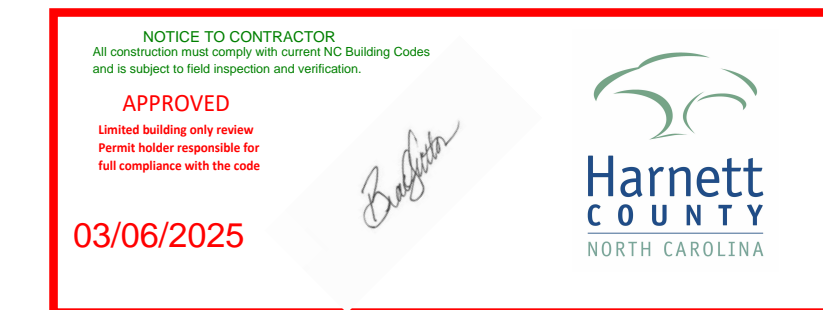 NOTICE TO CONTRACTOR
All construction must comply with current NC Building Codes
and is subject to field inspection and verification.
APPROVED
Limited building only review
Permit holder responsible for
full compliance with the code
03/06/2025
Harnett
COUNTY
NORTH CAROLINA